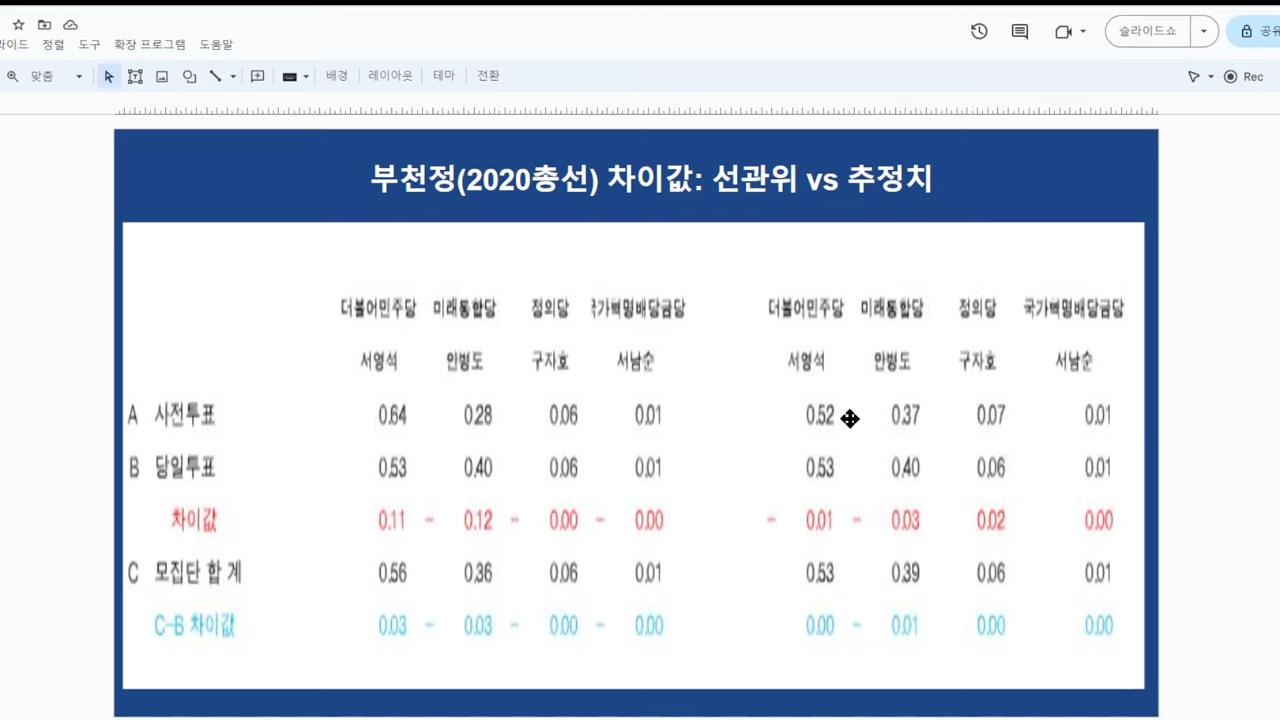 라이드 정렬 도구 확장 프로그램 도움말
슬라이드쇼
공유
맞춤 배경 레이아웃 테마 전환 Rec
부천정(2020총선) 차이값: 선관위 vs 추정치
더불어민주당 미래통합당 정의당 국가혁명배당금당 더불어민주당 미래통합당 정의당 국가혁명배당금당
서영석 안병도 구자호 서남순 서영석 안병도 구자호 서남순
A 사전투표 0.64 0.28 0.06 0.01 0.52 0.37 0.07 0.01
B 당일투표 0.53 0.40 0.06 0.01 0.53 0.40 0.06 0.01
차이값 0.11 - 0.12 - 0.00 - 0.00 - 0.01 - 0.03 0.02 0.00
C 모집단 합 계 0.56 0.36 0.06 0.01 0.53 0.39 0.06 0.01
C-B 차이값 0.03 - 0.03 - 0.00 - 0.00 0.00 - 0.01 0.00 0.00